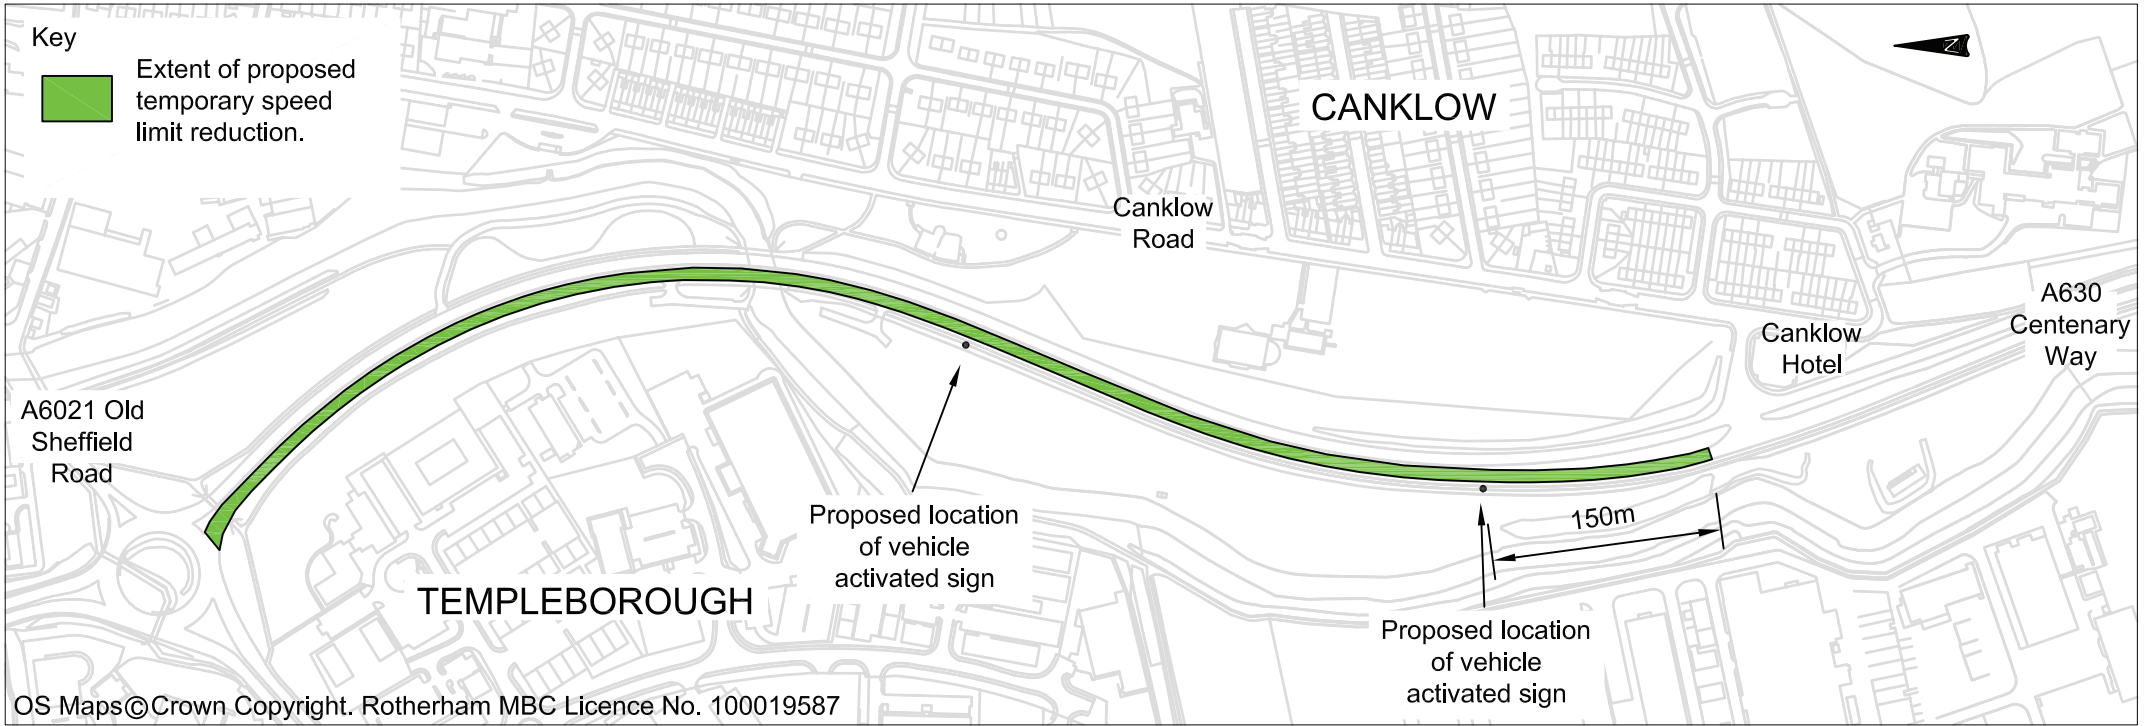 Key
Extent of proposed
temporary speed
limit reduction.
N
CANKLOW
Canklow
Road
A630
Centenary
Way
Canklow
Hotel
A6021 Old
Sheffield
Road
Proposed location
of vehicle
activated sign
150m
TEMPLEBOROUGH
Proposed location
of vehicle
activated sign
OS Maps©Crown Copyright. Rotherham MBC Licence No. 100019587